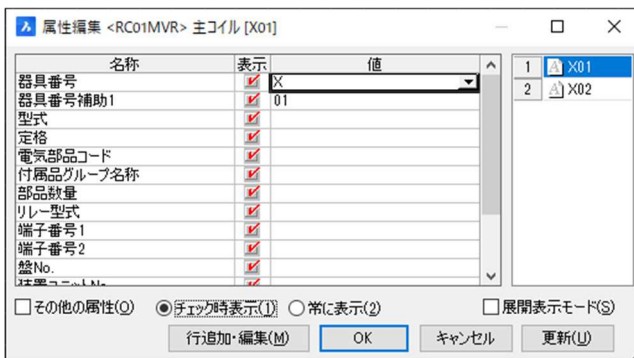 属性編集 <RC01MVR> 主コイル [X01]
名称 表示 値
器具番号 X
器具番号補助1 01
型式
定格
電気部品コード
付属品グループ名称
部品数量
リレー型式
端子番号1
端子番号2
盤No.
1 X01
2 X02
その他の属性(O) チェック時表示(1) 常に表示(2) 展開表示モード(S)
行追加・編集(M) OK キャンセル 更新(U)